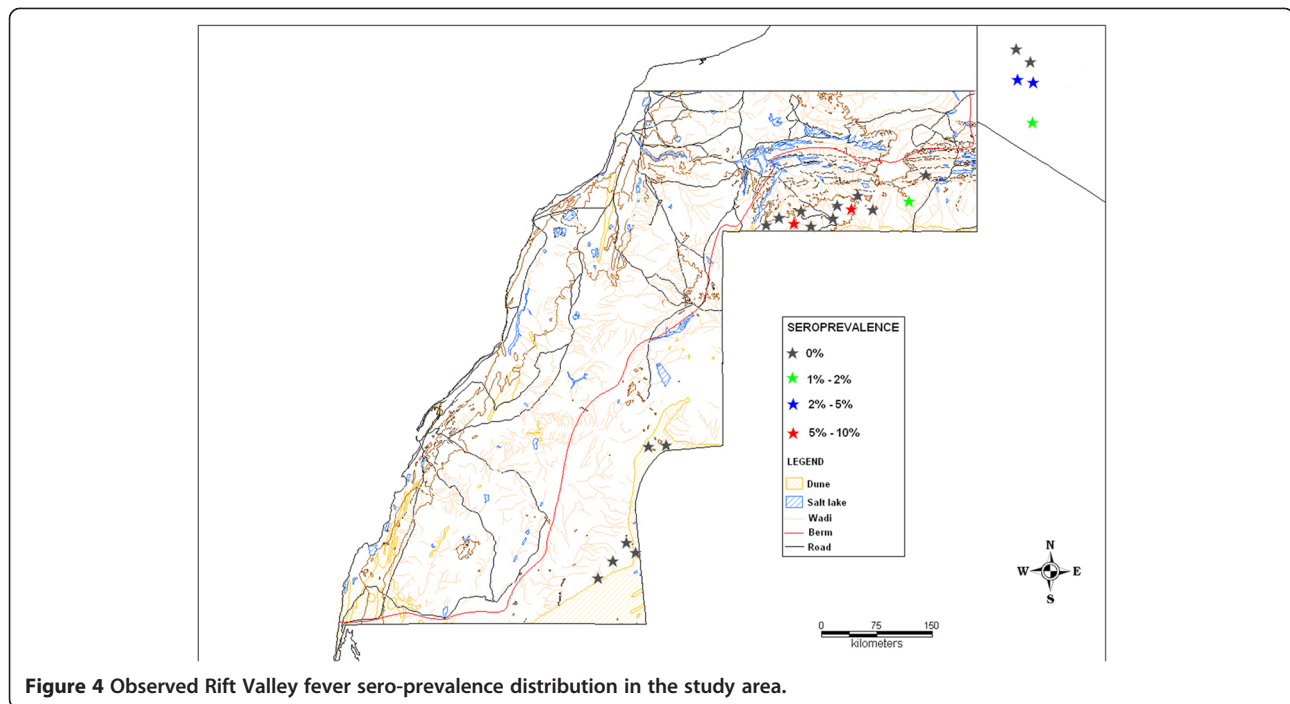 SEROPREVALENCE
0%
1% - 2%
2% - 5%
5% - 10%
LEGEND
Dune
Salt lake
Wadi
Berm
Road
N
W E
S
0 75 150
kilometers
Figure 4 Observed Rift Valley fever sero-prevalence distribution in the study area.